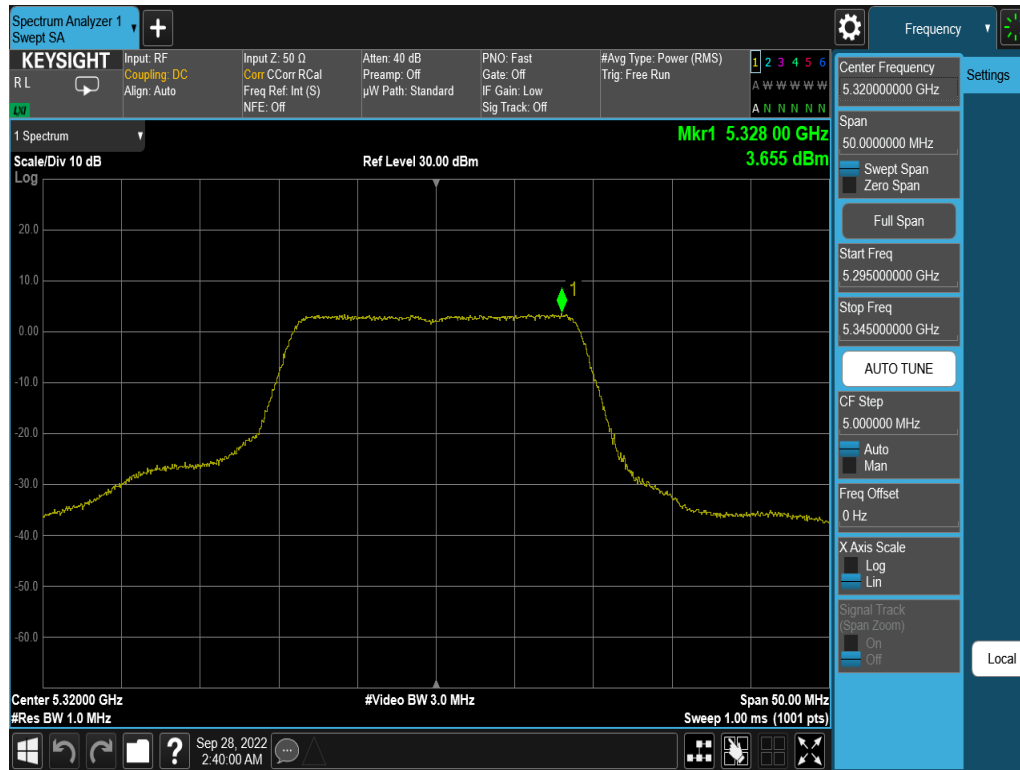 Spectrum Analyzer 1
Swept SA
Frequency
KEYSIGHT
R L
LXI
Input: RF
Coupling: DC
Align: Auto
Input Z: 50 Ω
Corr CCorr RCal
Freq Ref: Int (S)
NFE: Off
Atten: 40 dB
Preamp: Off
µW Path: Standard
PNO: Fast
Gate: Off
IF Gain: Low
Sig Track: Off
#Avg Type: Power (RMS)
Trig: Free Run
1 2 3 4 5 6
A W W W W W
A N N N N N
1 Spectrum
Mkr1 5.328 00 GHz
Scale/Div 10 dB
Ref Level 30.00 dBm
3.655 dBm
Log
20.0
10.0
0.00
-10.0
-20.0
-30.0
-40.0
-50.0
-60.0
1
Center 5.32000 GHz
#Video BW 3.0 MHz
Span 50.00 MHz
#Res BW 1.0 MHz
Sweep 1.00 ms (1001 pts)
Center Frequency
5.320000000 GHz
Settings
Span
50.0000000 MHz
Swept Span
Zero Span
Full Span
Start Freq
5.295000000 GHz
Stop Freq
5.345000000 GHz
AUTO TUNE
CF Step
5.000000 MHz
Auto
Man
Freq Offset
0 Hz
X Axis Scale
Log
Lin
Signal Track
(Span Zoom)
On
Off
Local
?
Sep 28, 2022
2:40:00 AM